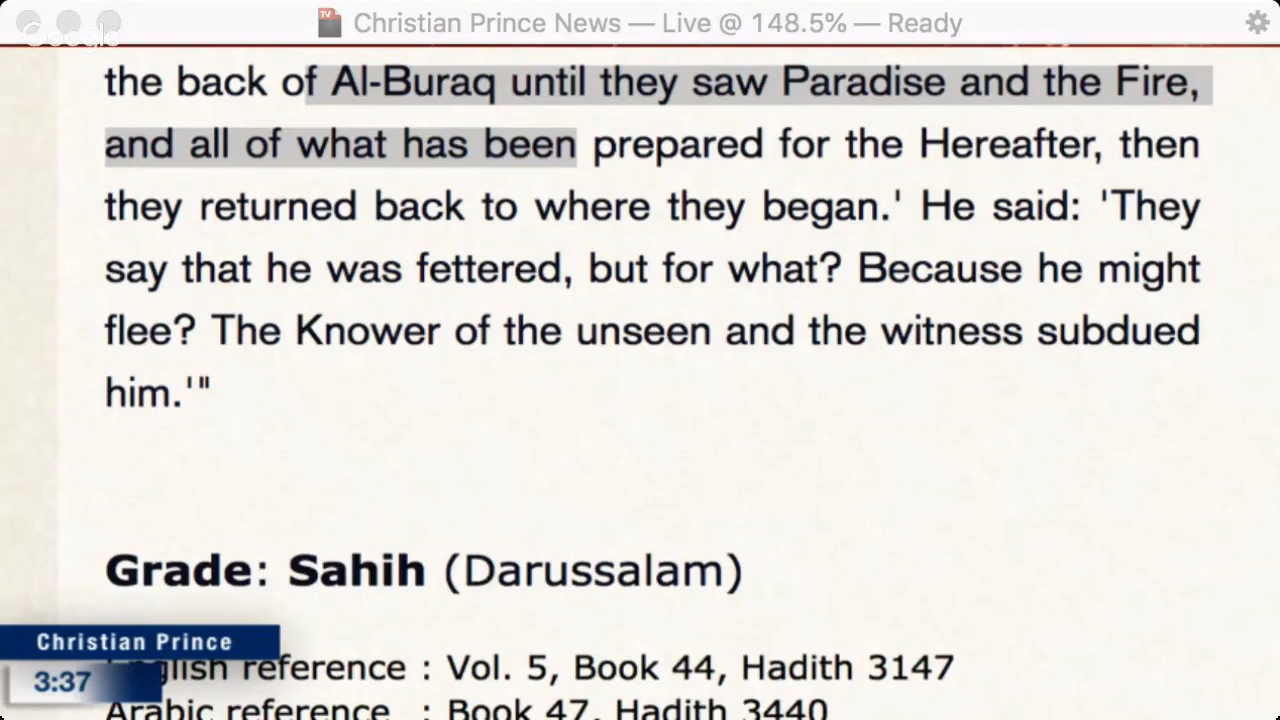 Christian Prince News — Live @ 148.5% — Ready
Google
the back of Al-Buraq until they saw Paradise and the Fire,
and all of what has been prepared for the Hereafter, then
they returned back to where they began.' He said: 'They
say that he was fettered, but for what? Because he might
flee? The Knower of the unseen and the witness subdued
him.'"
Grade: Sahih (Darussalam)
Christian Prince
English reference : Vol. 5, Book 44, Hadith 3147
3:37
Arabic reference : Book 47, Hadith 3440